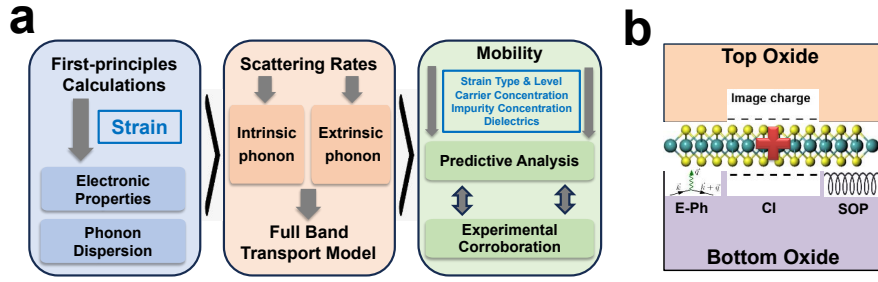 a
First-principles
Calculations
Strain
Electronic
Properties
Phonon
Dispersion
Scattering Rates
Intrinsic
phonon
Extrinsic
phonon
Full Band
Transport Model
Mobility
Strain Type & Level
Carrier Concentration
Impurity Concentration
Dielectrics
Predictive Analysis
Experimental
Corroboration
b
Top Oxide
Image charge
E-Ph
CI
SOP
Bottom Oxide